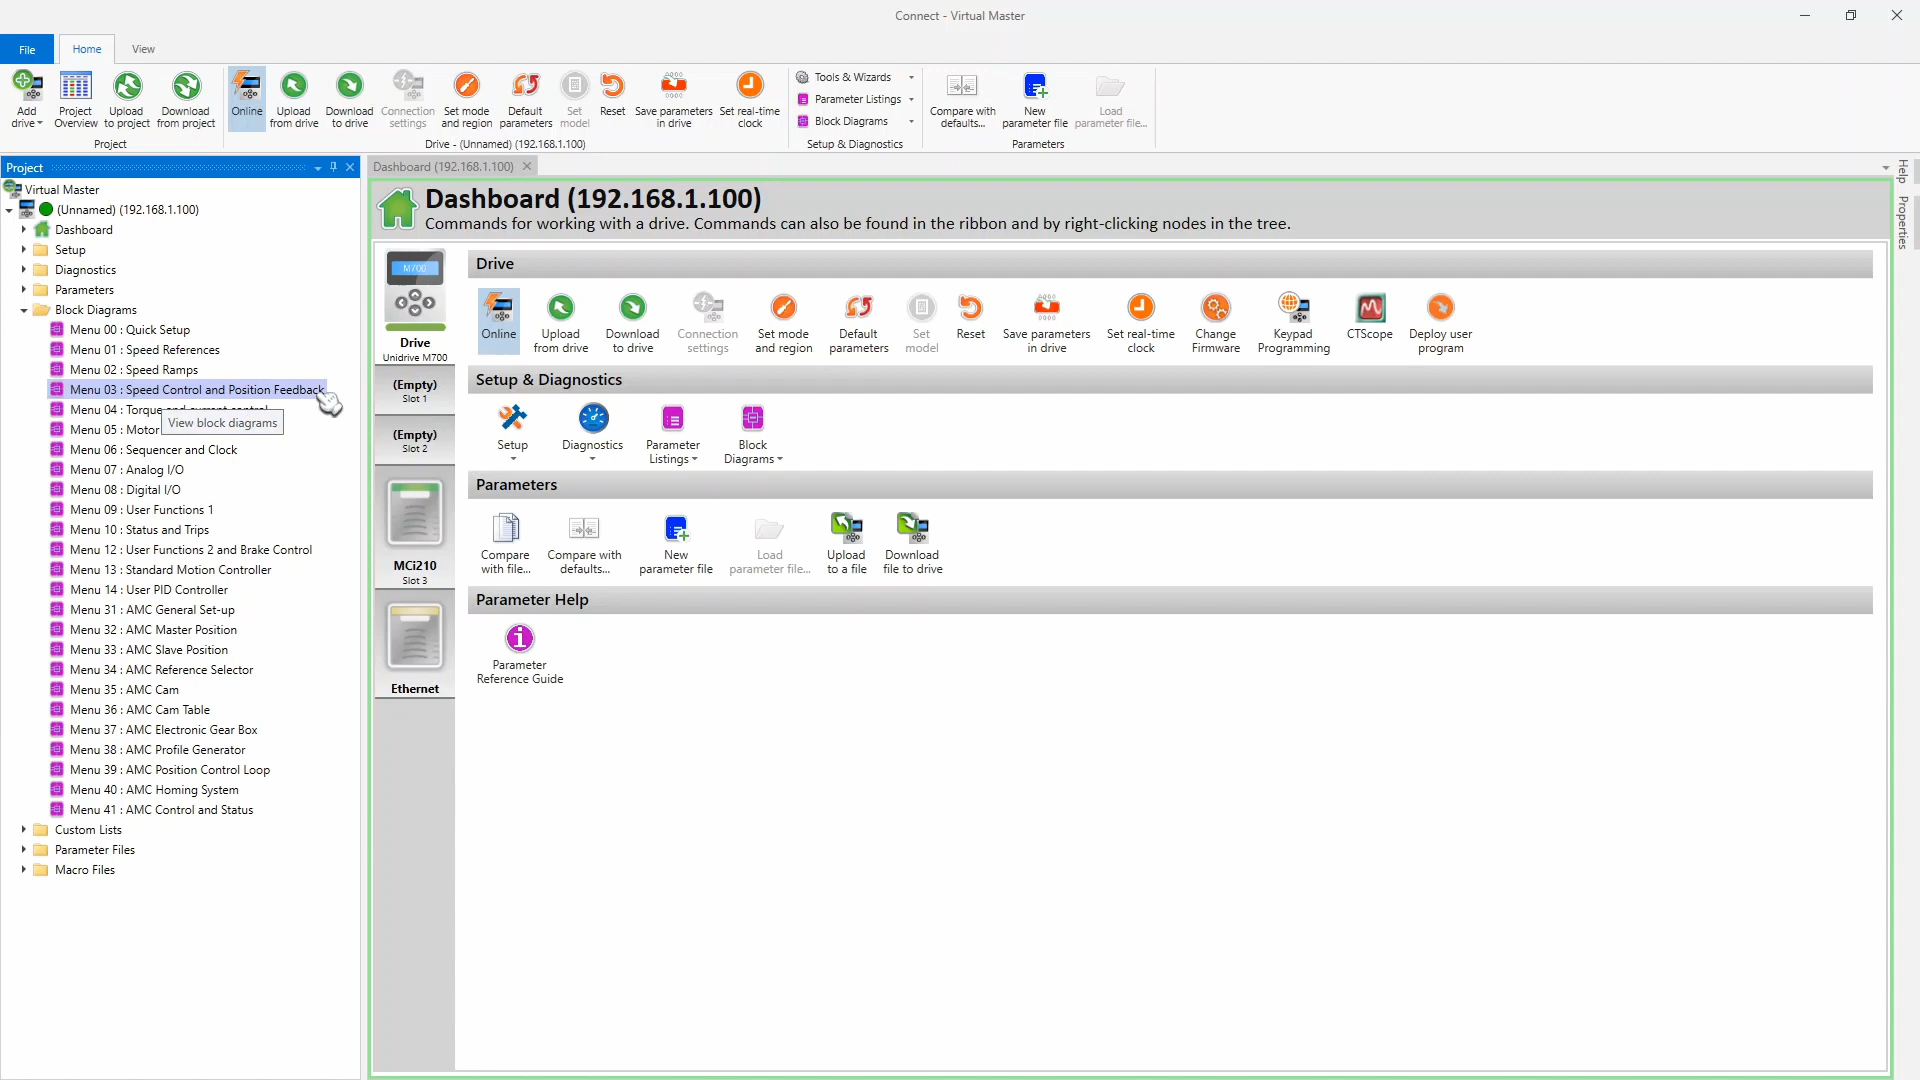 Connect - Virtual Master
File
Home
View
Add
drive
Project
Overview
Upload
to project
Download
from project
Project
Online
Upload
from drive
Download
to drive
Connection
settings
Set mode
and region
Default
parameters
Set
model
Reset
Save parameters
in drive
Set real-time
clock
Drive - (Unnamed) (192.168.1.100)
Tools & Wizards
Parameter Listings
Block Diagrams
Setup & Diagnostics
Compare with
defaults...
New
parameter file
Load
parameter file...
Parameters
Project
Virtual Master
(Unnamed) (192.168.1.100)
Dashboard
Setup
Diagnostics
Parameters
Block Diagrams
Menu 00 : Quick Setup
Menu 01 : Speed References
Menu 02 : Speed Ramps
Menu 03 : Speed Control and Position Feedback
Menu 04 : Torque and current control
View block diagrams
Menu 05 : Motor
Menu 06 : Sequencer and Clock
Menu 07 : Analog I/O
Menu 08 : Digital I/O
Menu 09 : User Functions 1
Menu 10 : Status and Trips
Menu 12 : User Functions 2 and Brake Control
Menu 13 : Standard Motion Controller
Menu 14 : User PID Controller
Menu 31 : AMC General Set-up
Menu 32 : AMC Master Position
Menu 33 : AMC Slave Position
Menu 34 : AMC Reference Selector
Menu 35 : AMC Cam
Menu 36 : AMC Cam Table
Menu 37 : AMC Electronic Gear Box
Menu 38 : AMC Profile Generator
Menu 39 : AMC Position Control Loop
Menu 40 : AMC Homing System
Menu 41 : AMC Control and Status
Custom Lists
Parameter Files
Macro Files
Dashboard (192.168.1.100)
Dashboard (192.168.1.100)
Commands for working with a drive. Commands can also be found in the ribbon and by right-clicking nodes in the tree.
M700
Drive
Unidrive M700
(Empty)
Slot 1
(Empty)
Slot 2
MCi210
Slot 3
Ethernet
Drive
Online
Upload
from drive
Download
to drive
Connection
settings
Set mode
and region
Default
parameters
Set
model
Reset
Save parameters
in drive
Set real-time
clock
Change
Firmware
Keypad
Programming
CTScope
Deploy user
program
Setup & Diagnostics
Setup
Diagnostics
Parameter
Listings
Block
Diagrams
Parameters
Compare
with file...
Compare with
defaults...
New
parameter file
Load
parameter file...
Upload
to a file
Download
file to drive
Parameter Help
Parameter
Reference Guide
Help
Properties